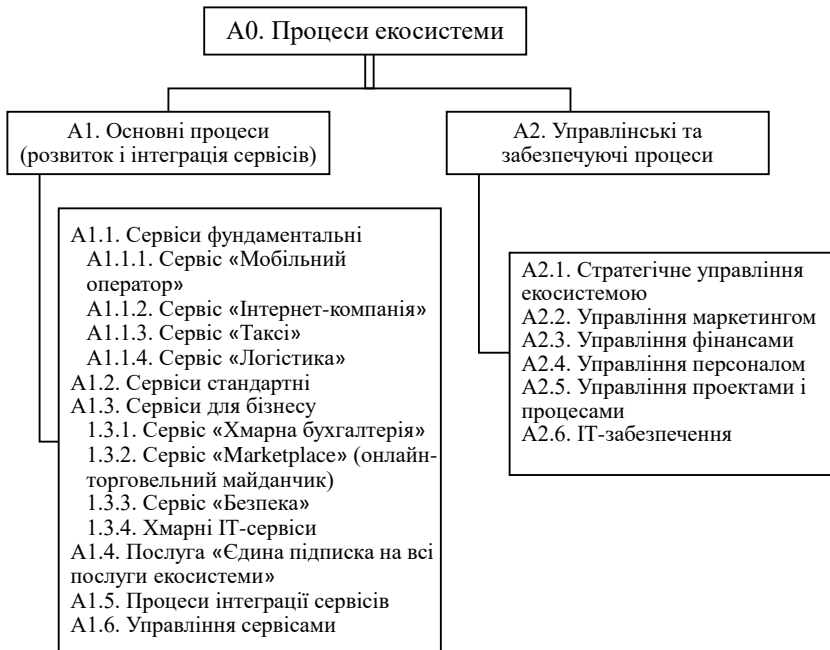 А0. Процеси екосистеми
А1. Основні процеси
(розвиток і інтеграція сервісів)
А2. Управлінські та
забезпечуючі процеси
А1.1. Сервіси фундаментальні
А1.1.1. Сервіс «Мобільний
оператор»
А1.1.2. Сервіс «Інтернет-компанія»
А1.1.3. Сервіс «Таксі»
А1.1.4. Сервіс «Логістика»
А1.2. Сервіси стандартні
А1.3. Сервіси для бізнесу
1.3.1. Сервіс «Хмарна бухгалтерія»
1.3.2. Сервіс «Marketplace» (онлайн-
торговельний майданчик)
1.3.3. Сервіс «Безпека»
1.3.4. Хмарні ІТ-сервіси
А1.4. Послуга «Єдина підписка на всі
послуги екосистеми»
А1.5. Процеси інтеграції сервісів
А1.6. Управління сервісами
А2.1. Стратегічне управління
екосистемою
А2.2. Управління маркетингом
А2.3. Управління фінансами
А2.4. Управління персоналом
А2.5. Управління проектами і
процесами
А2.6. ІТ-забезпечення